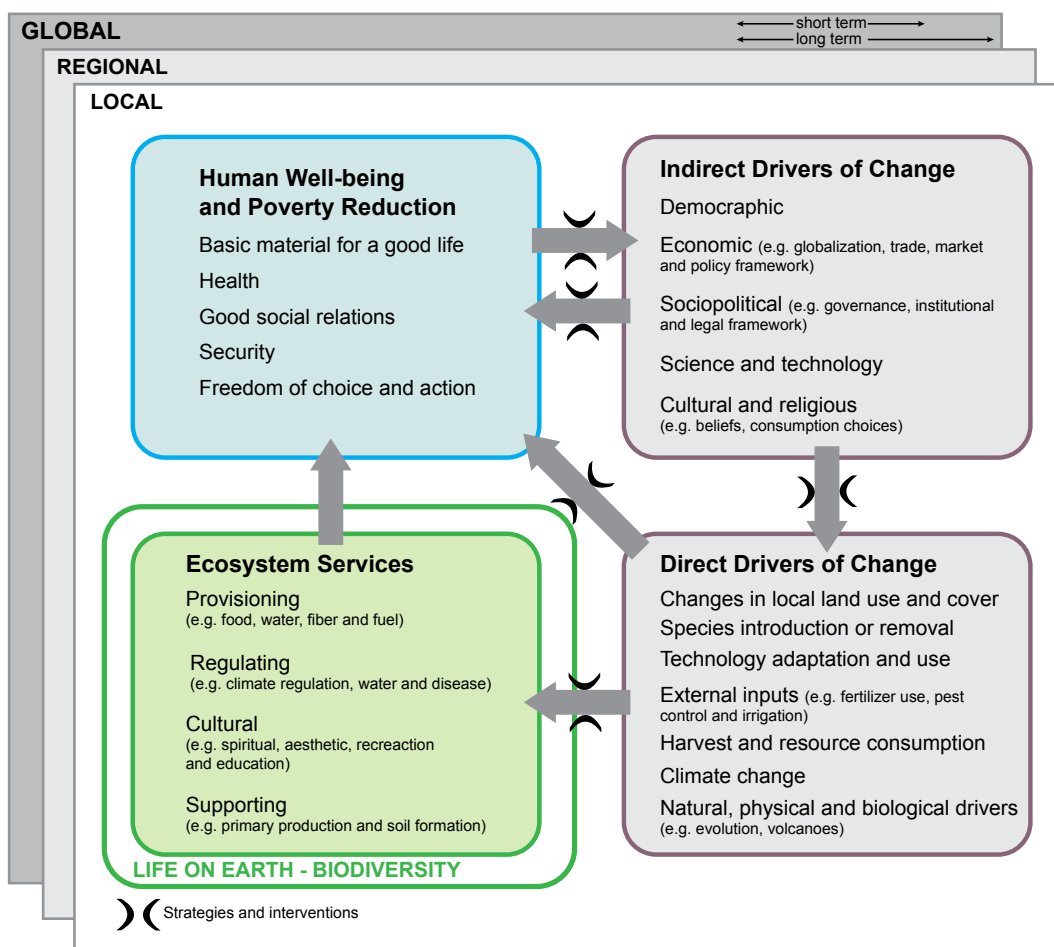 GLOBAL
short term
long term
REGIONAL
LOCAL
Human Well-being
and Poverty Reduction
Basic material for a good life
Health
Good social relations
Security
Freedom of choice and action
Indirect Drivers of Change
Democraphic
Economic (e.g. globalization, trade, market
and policy framework)
Sociopolitical (e.g. governance, institutional
and legal framework)
Science and technology
Cultural and religious
(e.g. beliefs, consumption choices)
Ecosystem Services
Provisioning
(e.g. food, water, fiber and fuel)
Regulating
(e.g. climate regulation, water and disease)
Cultural
(e.g. spiritual, aesthetic, recreaction
and education)
Supporting
(e.g. primary production and soil formation)
LIFE ON EARTH - BIODIVERSITY
Direct Drivers of Change
Changes in local land use and cover
Species introduction or removal
Technology adaptation and use
External inputs (e.g. fertilizer use, pest
control and irrigation)
Harvest and resource consumption
Climate change
Natural, physical and biological drivers
(e.g. evolution, volcanoes)
Strategies and interventions